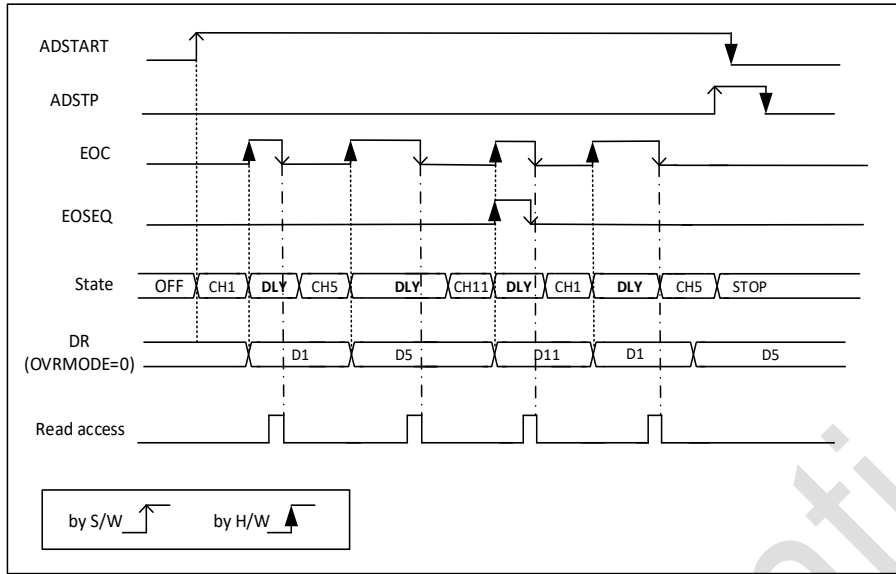 ADSTART
ADSTP
EOC
EOSEQ
State OFF CH1 DLY CH5 DLY CH11 DLY CH1 DLY CH5 STOP
DR
(OVRMODE=0) D1 D5 D11 D1 D5
Read access
by S/W by H/W